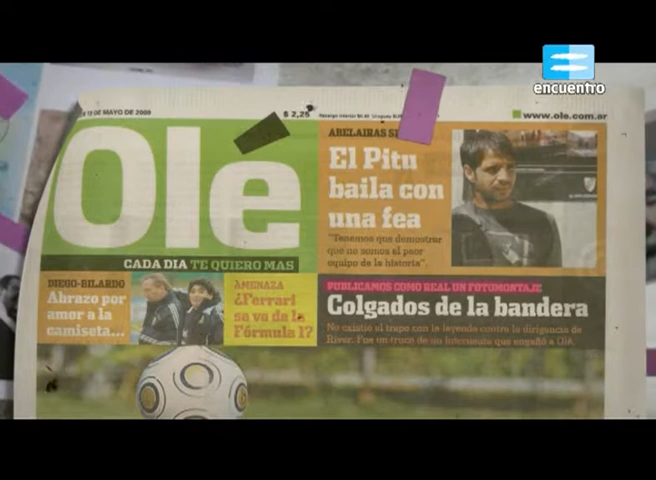 encuentro
13 DE MAYO DE 2009
$ 2,25
www.ole.com.ar
Olé
CADA DIA TE QUIERO MAS
ABELAIRAS
El Pitu
baila con
una fea
"Tenemos que demostrar
que no somos el peor
equipo de la historia".
DIEGO-BILARDO
Abrazo por
amor a la
camiseta...
AMENAZA
¿Ferrari
se va de la
Fórmula 1?
PUBLICAMOS COMO REAL UN FOTOMONTAJE
Colgados de la bandera
No existió el trapo con la leyenda contra la dirigencia de
River. Fue un truco de un internauta que engañó a Olé.